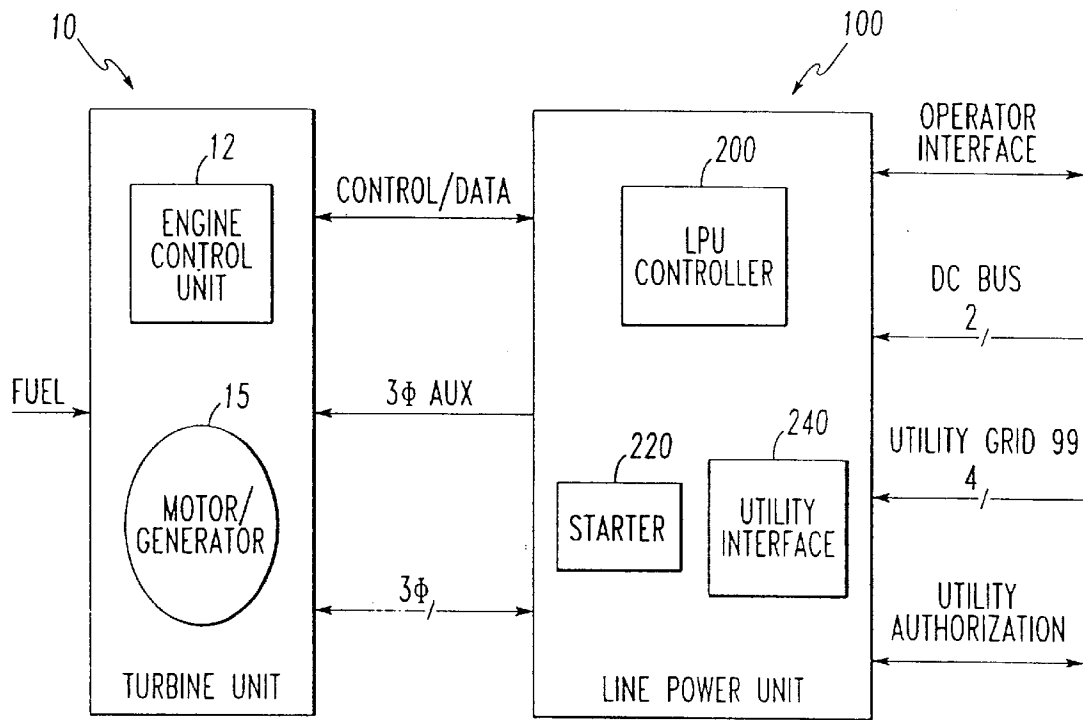 10
100
12
ENGINE
CONTROL
UNIT
FUEL
15
MOTOR/
GENERATOR
TURBINE UNIT
CONTROL/DATA
3Φ AUX
3Φ
200
LPU
CONTROLLER
220
STARTER
240
UTILITY
INTERFACE
LINE POWER UNIT
OPERATOR
INTERFACE
DC BUS
2
UTILITY GRID 99
4
UTILITY
AUTHORIZATION